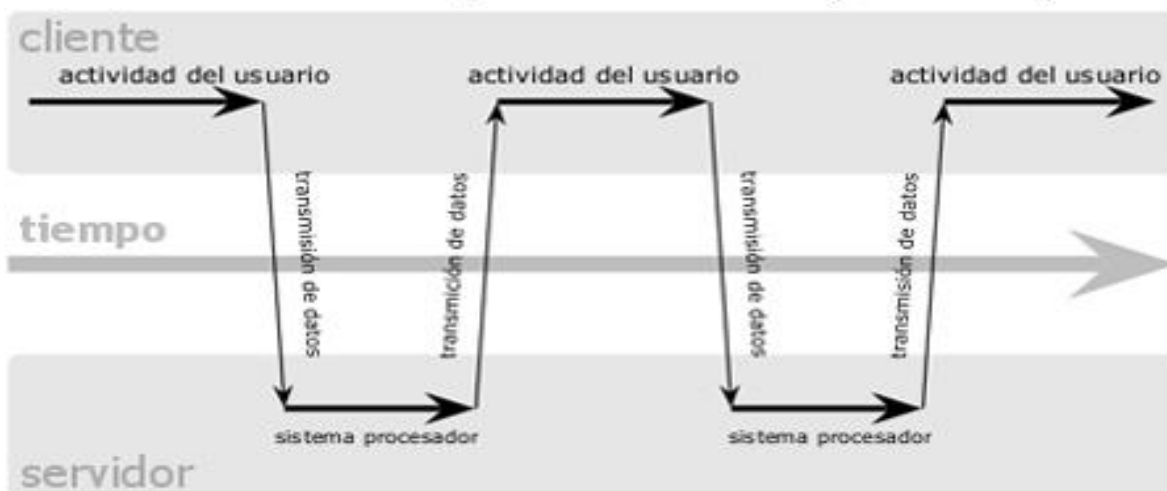 cliente
actividad del usuario
actividad del usuario
actividad del usuario
transmisión de datos
transmición de datos
transmisión de datos
transmisión de datos
tiempo
sistema procesador
sistema procesador
servidor